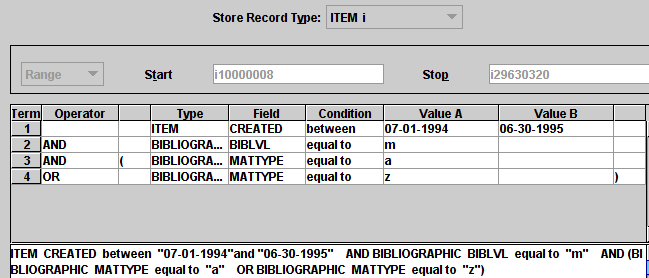 Store Record Type: ITEM i
Range Start i10000008 Stop i29630320
Term Operator Type Field Condition Value A Value B
1 ITEM CREATED between 07-01-1994 06-30-1995
2 AND BIBLIOGRA... BIBLVL equal to m
3 AND ( BIBLIOGRA... MATTYPE equal to a
4 OR BIBLIOGRA... MATTYPE equal to z )
ITEM CREATED between "07-01-1994"and "06-30-1995" AND BIBLIOGRAPHIC BIBLVL equal to "m" AND (BI
BLIOGRAPHIC MATTYPE equal to "a" OR BIBLIOGRAPHIC MATTYPE equal to "z")